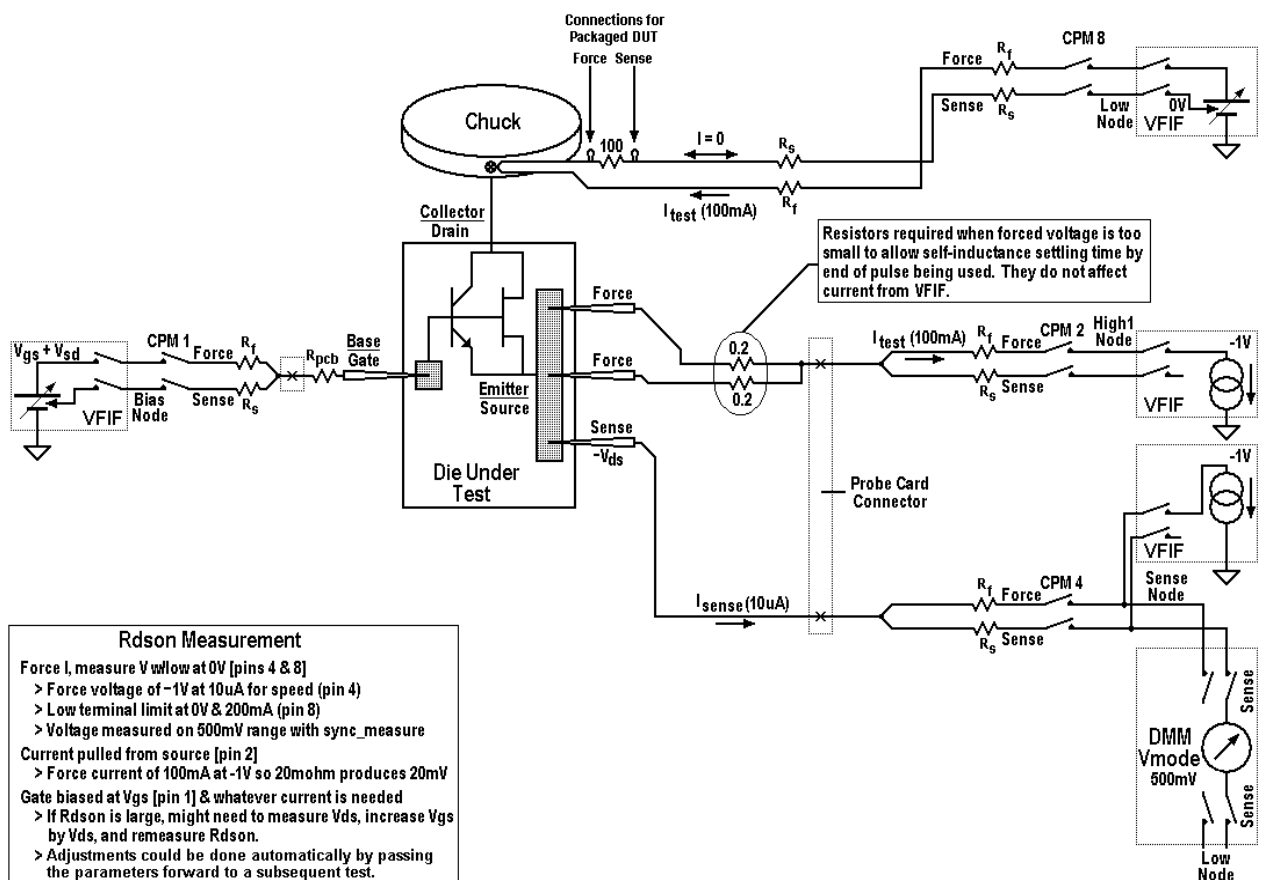 Connections for
Packaged DUT
Force Sense
Chuck
100
I = 0
Rs
Itest (100mA)
Rf
Force
Rf
CPM 8
Sense
Rs
Low
Node
0V
VFIF
Collector
Drain
Resistors required when forced voltage is too
small to allow self-inductance settling time by
end of pulse being used. They do not affect
current from VFIF.
Vgs + Vsd
CPM 1
Force
Rf
Rpcb
Base
Gate
VFIF
Bias
Node
Sense
Rs
Force
Force
Emitter
Source
Sense
-Vds
Die Under
Test
0.2
0.2
Itest (100mA)
Rf
Force
CPM 2
High1
Node
-1V
Rs
Sense
VFIF
Probe Card
Connector
-1V
VFIF
Isense (10uA)
Rf
Force
CPM 4
Sense
Node
Rs
Sense
Sense
DMM
Vmode
500mV
Sense
Low
Node
Rdson Measurement
Force I, measure V w/low at 0V [pins 4 & 8]
> Force voltage of -1V at 10uA for speed (pin 4)
> Low terminal limit at 0V & 200mA (pin 8)
> Voltage measured on 500mV range with sync_measure
Current pulled from source [pin 2]
> Force current of 100mA at -1V so 20mohm produces 20mV
Gate biased at Vgs [pin 1] & whatever current is needed
> If Rdson is large, might need to measure Vds, increase Vgs
by Vds, and remeasure Rdson.
> Adjustments could be done automatically by passing
the parameters forward to a subsequent test.